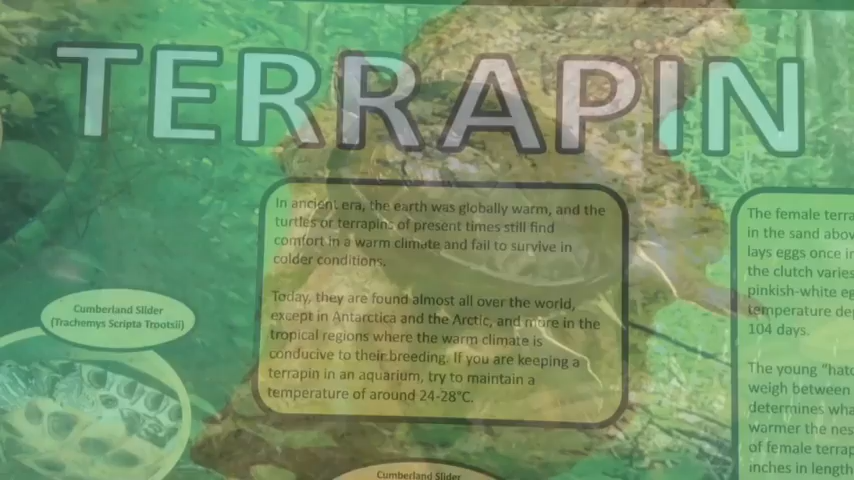 TERRAPIN
In ancient era, the earth was globally warm, and the
turtles or terrapins of present times still find
comfort in a warm climate and fail to survive in
colder conditions.
Today, they are found almost all over the world,
except in Antarctica and the Arctic, and more in the
tropical regions where the warm climate is
conducive to their breeding. If you are keeping a
terrapin in an aquarium, try to maintain a
temperature of around 24-28°C.
Cumberland Slider
(Trachemys Scripta Trootsii)
Cumberland Slider
The female terra
in the sand abov
lays eggs once in
the clutch varies
pinkish-white eg
temperature dep
104 days.
The young "hatc
weigh between
determines wha
warmer the nes
of female terrap
inches in length